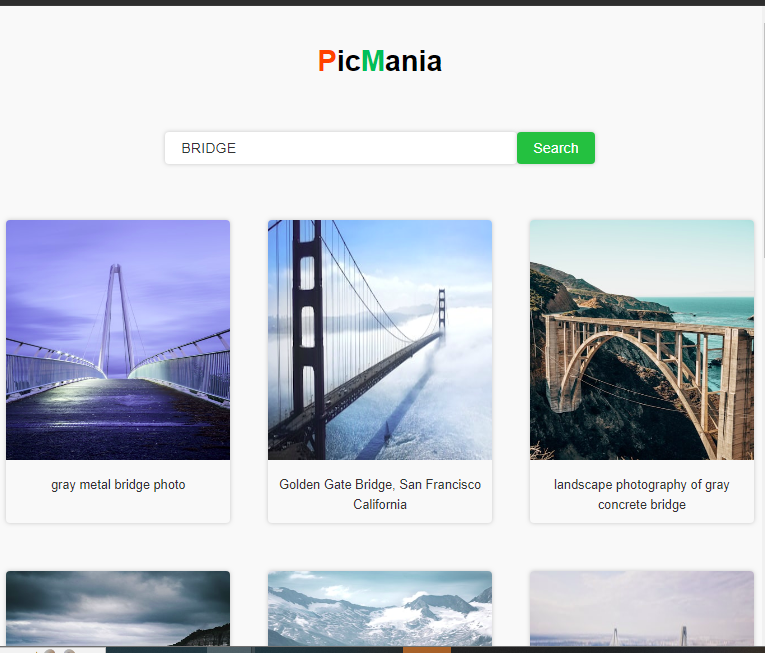 PicMania
BRIDGE
Search
gray metal bridge photo
Golden Gate Bridge, San Francisco
California
landscape photography of gray
concrete bridge